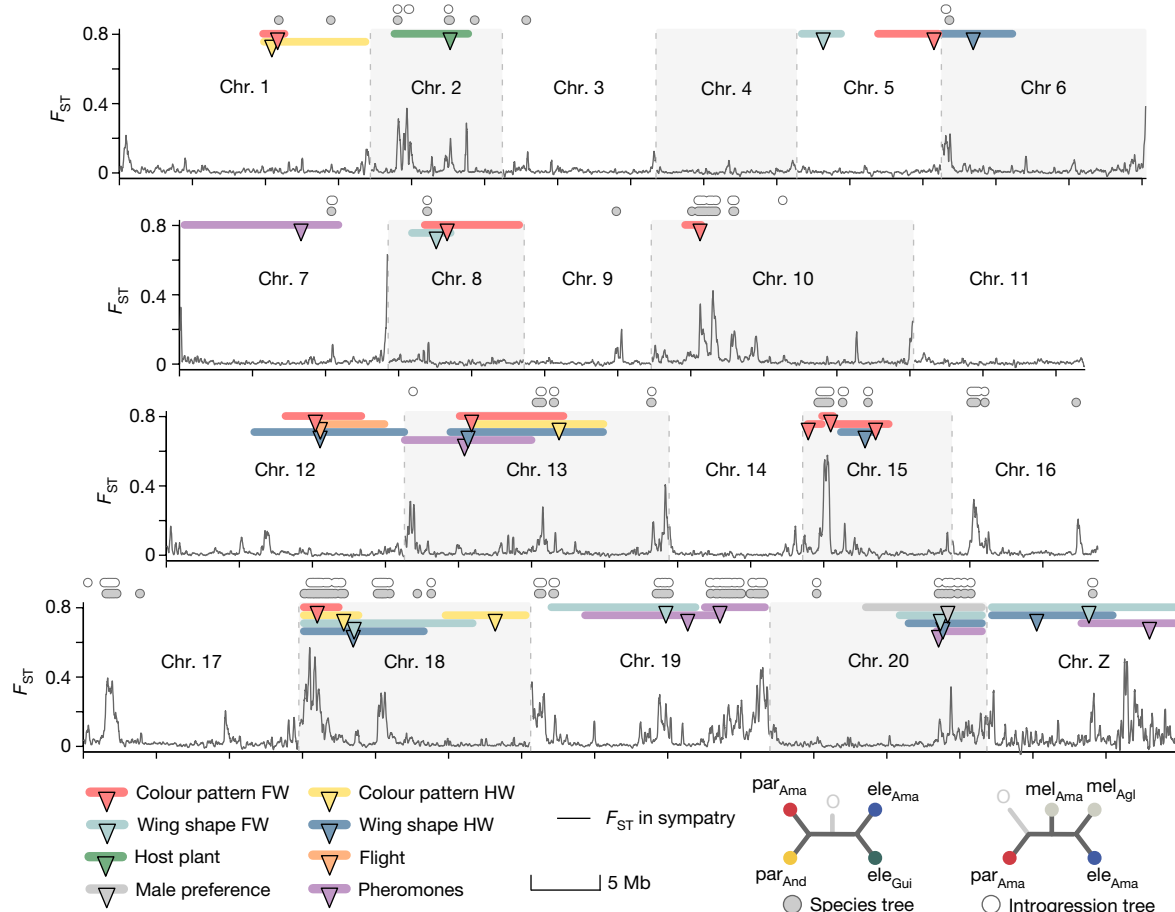 0.8
Chr. 1 Chr. 2 Chr. 3 Chr. 4 Chr. 5 Chr 6
FST
0.4
0
0.8
Chr. 7 Chr. 8 Chr. 9 Chr. 10 Chr. 11
FST
0.4
0
0.8
Chr. 12 Chr. 13 Chr. 14 Chr. 15 Chr. 16
FST
0.4
0
0.8
Chr. 17 Chr. 18 Chr. 19 Chr. 20 Chr. Z
FST
0.4
0
Colour pattern FW Colour pattern HW
Wing shape FW Wing shape HW
Host plant Flight
Male preference Pheromones
FST in sympatry
5 Mb
parAma eleAma
O
parAnd eleGui
Species tree
O melAma melAgl
parAma eleAma
Introgression tree